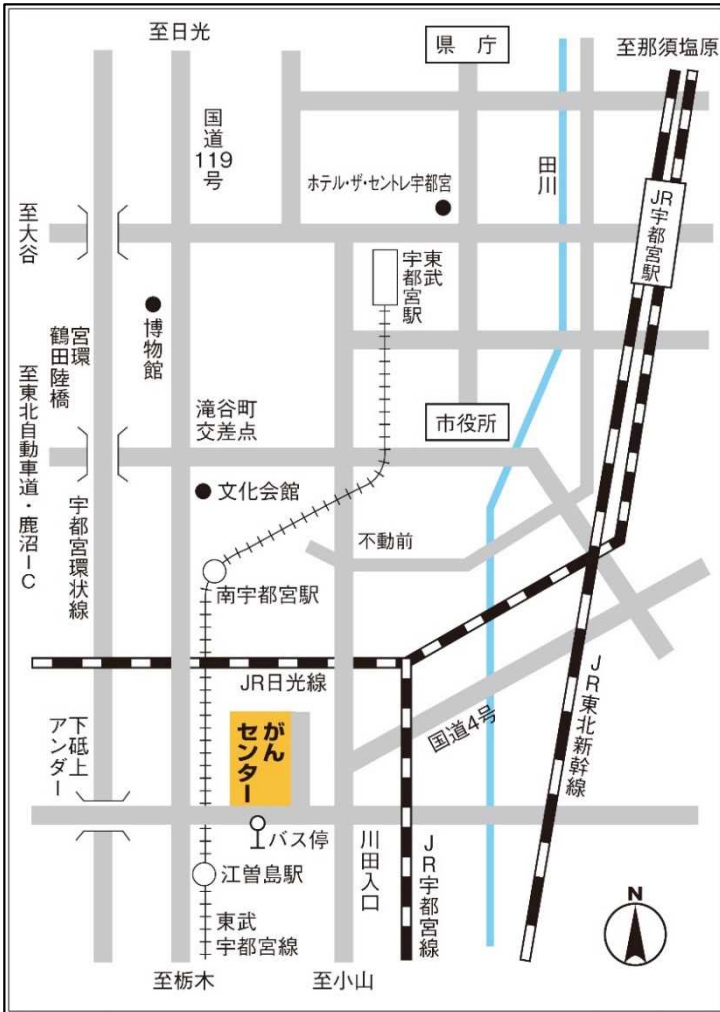 至日光
県庁
至那須塩原
国道
119
号
田川
ホテル・ザ・セントレ宇都宮
JR宇都宮駅
至大谷
東武
宇都宮駅
博物館
宮環
鶴田陸橋
至東北自動車道・鹿沼IC
滝谷町
交差点
市役所
文化会館
宇都宮環状線
不動前
南宇都宮駅
JR日光線
国道4号
JR東北新幹線
がん
センター
下砥上
アンダー
バス停
川田入口
JR宇都宮線
江曽島駅
東武
宇都宮線
N
至栃木
至小山